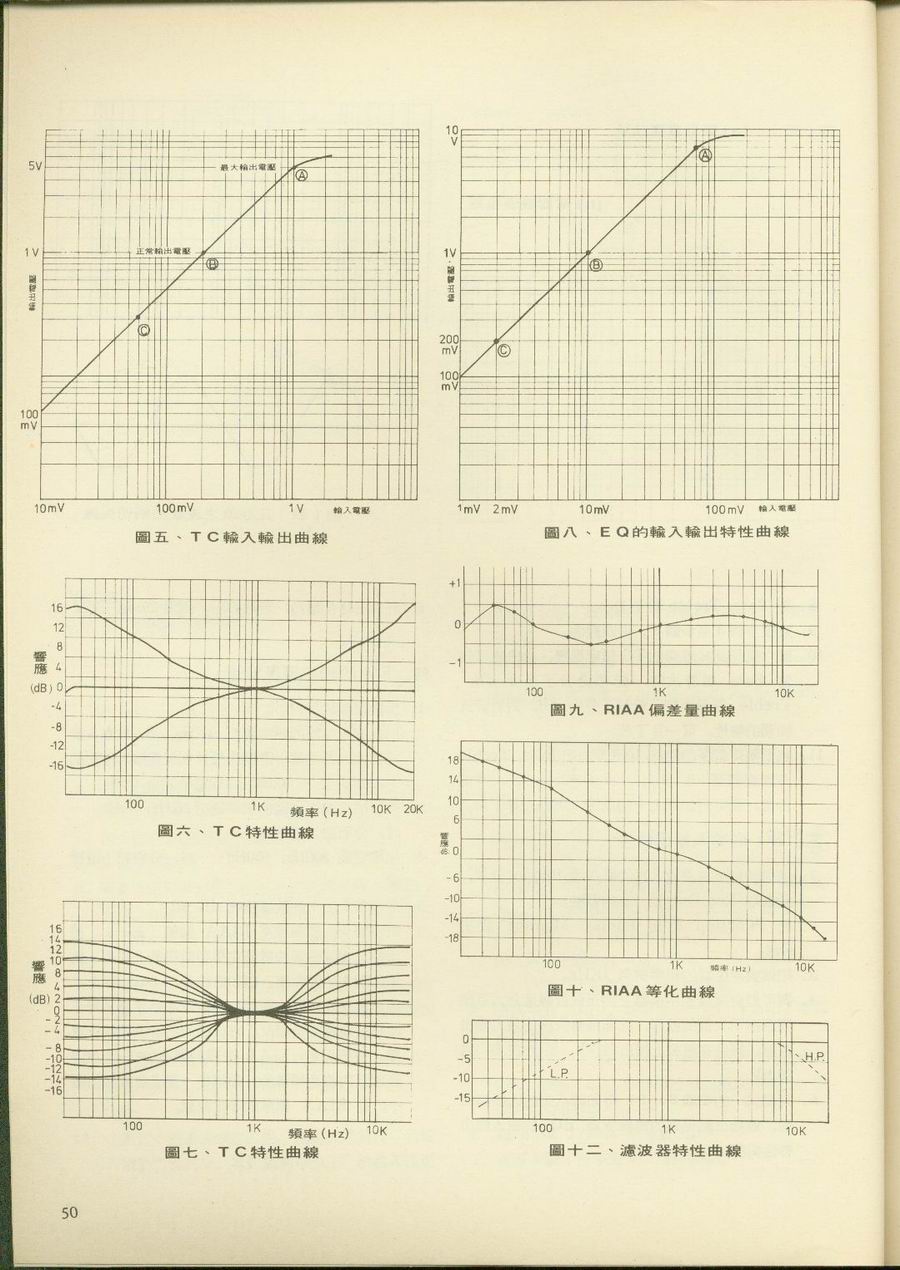 5V
最大輸出電壓
Ⓐ
1V
正常輸出電壓
Ⓑ
輸出電壓
Ⓒ
100
mV
10mV 100mV 1V 輸入電壓
圖五、TC輸入輸出曲線
10
V
Ⓐ
1V
Ⓑ
輸出電壓
200
mV
Ⓒ
100
mV
1mV 2mV 10mV 100mV 輸入電壓
圖八、EQ的輸入輸出特性曲線
16
12
8
響應
4
(dB) 0
-4
-8
-12
-16
100 1K 頻率(Hz) 10K 20K
圖六、TC特性曲線
+1
0
-1
100 1K 10K
圖九、RIAA偏差量曲線
18
14
10
6
響應
0
-6
-10
-14
-18
100 1K 頻率(Hz) 10K
圖十、RIAA等化曲線
16
14
12
10
響應
8
4
(dB) 2
0
-2
-4
-8
-10
-12
-14
-16
100 1K 頻率(Hz) 10K
圖七、TC特性曲線
0
-5
H.P.
L.P.
-10
-15
100 1K 10K
圖十二、濾波器特性曲線
50